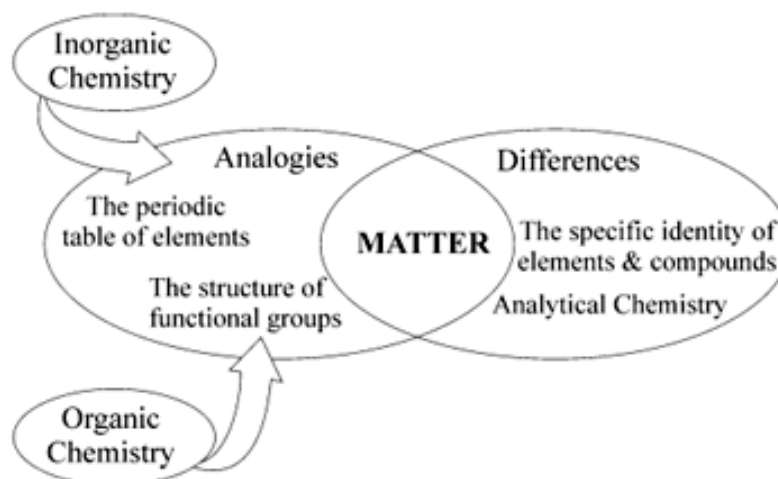 Inorganic
Chemistry
Analogies
Differences
The periodic
table of elements
MATTER
The specific identity of
elements & compounds
The structure of
functional groups
Analytical Chemistry
Organic
Chemistry